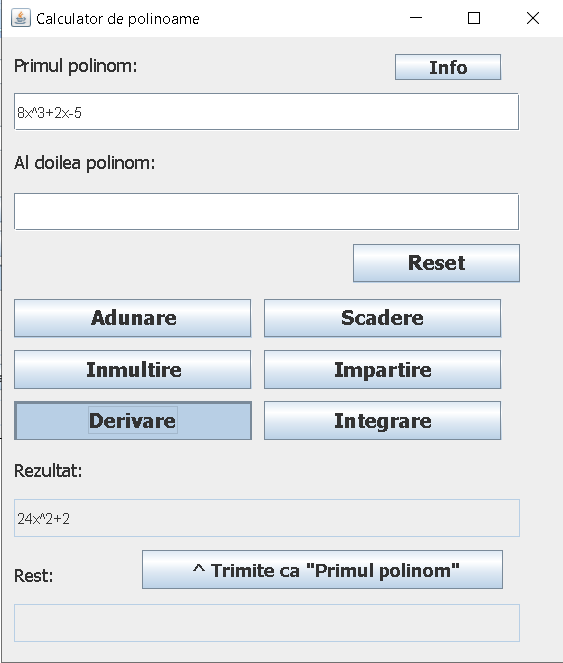 Calculator de polinoame
Primul polinom:
Info
8x^3+2x-5
Al doilea polinom:
Reset
Adunare
Scadere
Inmultire
Impartire
Derivare
Integrare
Rezultat:
24x^2+2
Rest:
^ Trimite ca "Primul polinom"